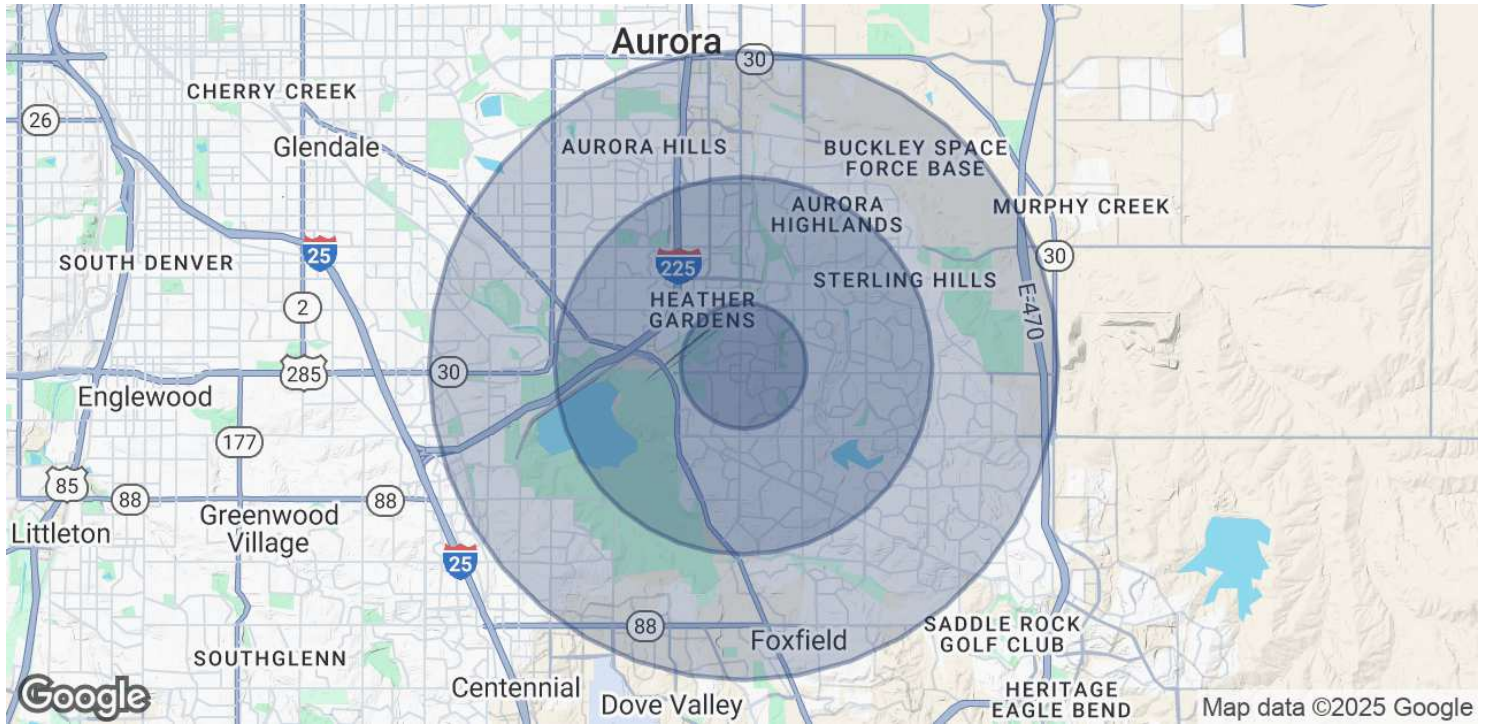 Aurora
30
CHERRY CREEK
26
Glendale
AURORA HILLS
BUCKLEY SPACE
FORCE BASE
AURORA
HIGHLANDS
MURPHY CREEK
SOUTH DENVER
25
225
30
STERLING HILLS
2
HEATHER
GARDENS
E-470
285
30
Englewood
177
85
88
88
Greenwood
Village
Littleton
25
88
Foxfield
SADDLE ROCK
GOLF CLUB
SOUTHGLENN
Centennial
Dove Valley
HERITAGE
EAGLE BEND
Google
Map data ©2025 Google